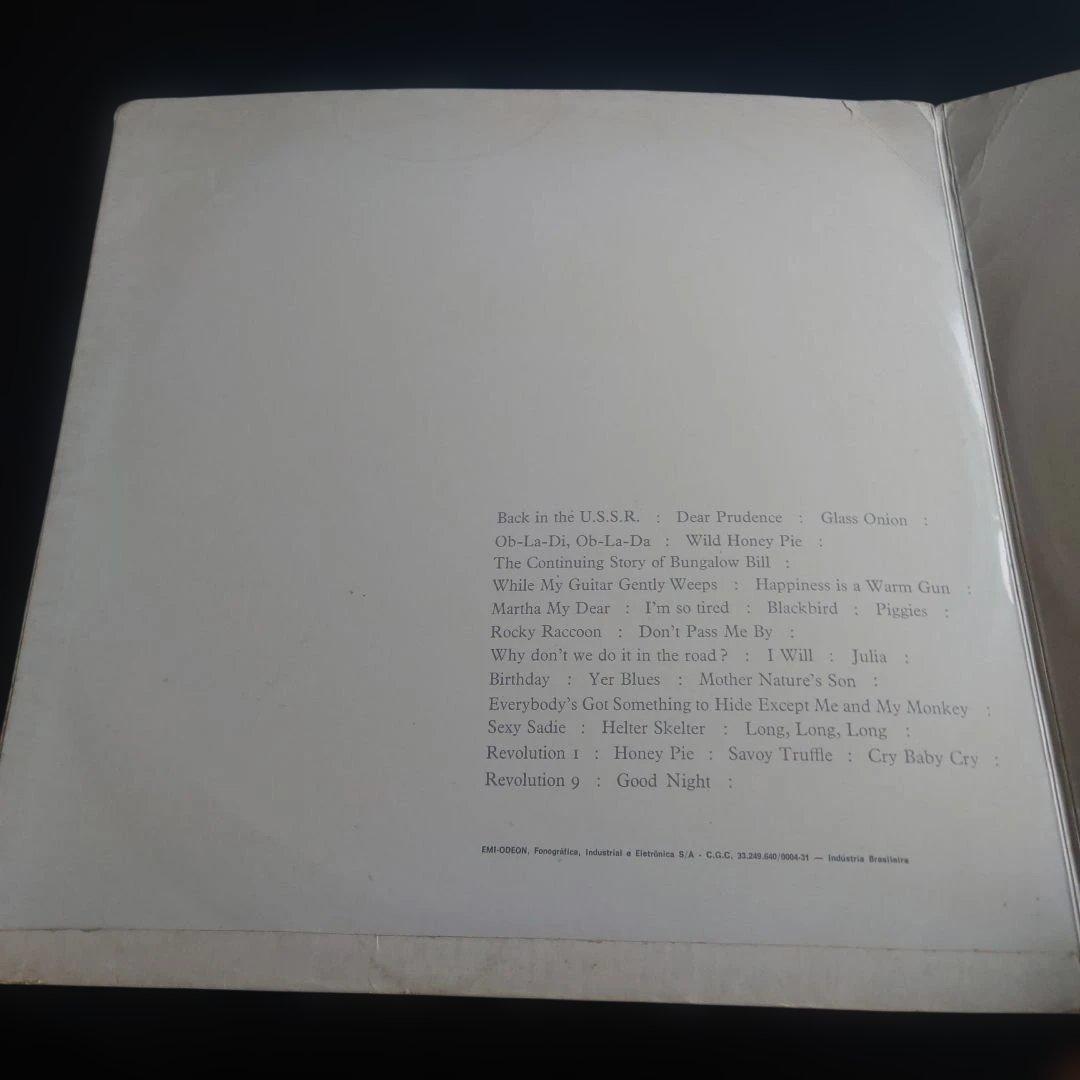 Back in the U.S.S.R. : Dear Prudence : Glass Onion :
Ob-La-Di, Ob-La-Da : Wild Honey Pie :
The Continuing Story of Bungalow Bill :
While My Guitar Gently Weeps : Happiness is a Warm Gun :
Martha My Dear : I'm so tired : Blackbird : Piggies :
Rocky Raccoon : Don't Pass Me By :
Why don't we do it in the road? : I Will : Julia :
Birthday : Yer Blues : Mother Nature's Son :
Everybody's Got Something to Hide Except Me and My Monkey :
Sexy Sadie : Helter Skelter : Long, Long, Long :
Revolution 1 : Honey Pie : Savoy Truffle : Cry Baby Cry :
Revolution 9 : Good Night :
EMI-ODEON, Fonográfica, Industrial e Eletrônica S/A - C.G.C. 33.249.640/0004-31 — Indústria Brasileira